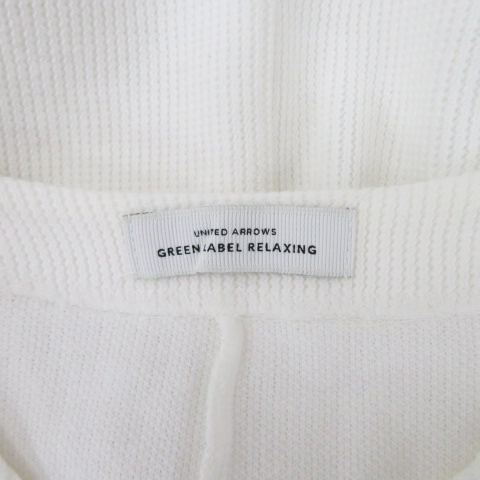 UNITED ARROWS
GREEN LABEL RELAXING